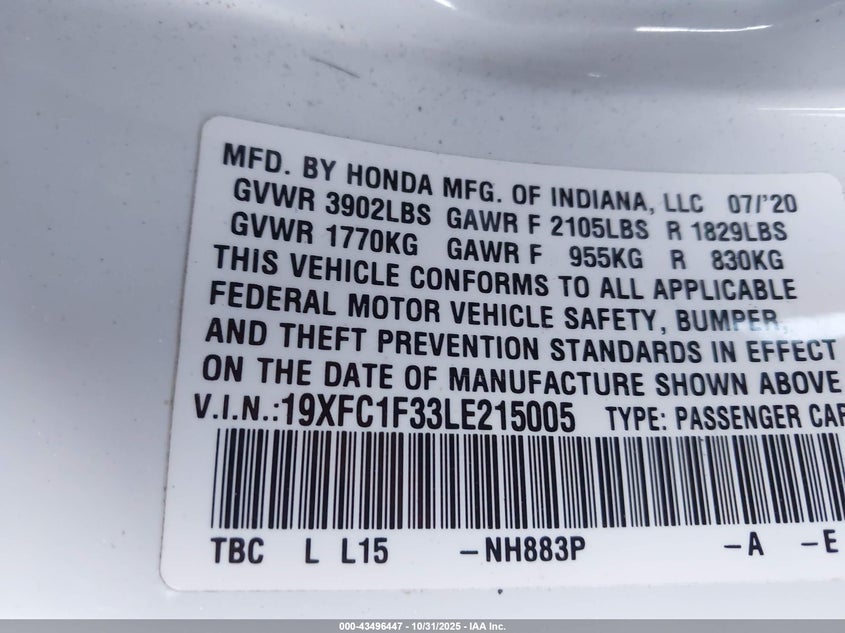 MFD. BY HONDA MFG. OF INDIANA, LLC 07/'20
GVWR 3902LBS GAWR F 2105LBS R 1829LBS
GVWR 1770KG GAWR F 955KG R 830KG
THIS VEHICLE CONFORMS TO ALL APPLICABLE
FEDERAL MOTOR VEHICLE SAFETY, BUMPER,
AND THEFT PREVENTION STANDARDS IN EFFECT
ON THE DATE OF MANUFACTURE SHOWN ABOVE
V.I.N.:19XFC1F33LE215005 TYPE: PASSENGER CAR
TBC L L15 -NH883P -A -E
000-43496447 • 10/31/2025 • IAA Inc.